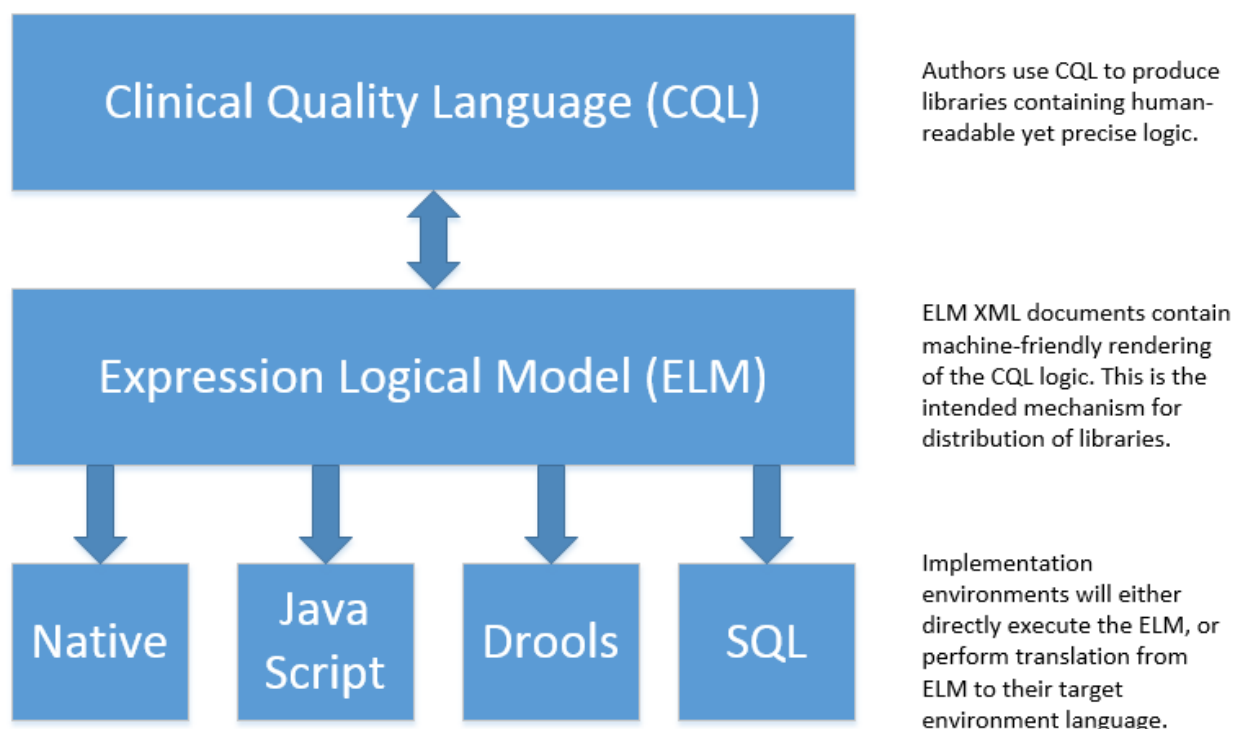 Clinical Quality Language (CQL)
Authors use CQL to produce
libraries containing human-
readable yet precise logic.
Expression Logical Model (ELM)
ELM XML documents contain
machine-friendly rendering
of the CQL logic. This is the
intended mechanism for
distribution of libraries.
Native
Java
Script
Drools
SQL
Implementation
environments will either
directly execute the ELM, or
perform translation from
ELM to their target
environment language.